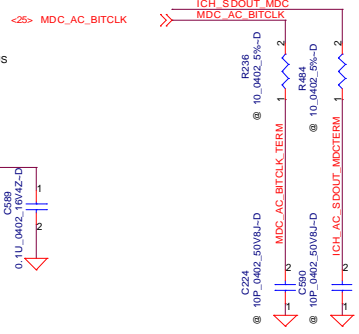 ICH_SDOUT_MDC
<25> MDC_AC_BITCLK
MDC_AC_BITCLK
S
2
2
R236
@ 10_0402_5%~D
R484
@ 10_0402_5%~D
1
1
MDC_AC_BITCLK_TERM
ICH_AC_SDOUT_MDCTERM
C589
0.1U_0402_16V4Z~D
1
2
C224
@ 10P_0402_50V8J~D
C590
@ 10P_0402_50V8J~D
2
2
1
1